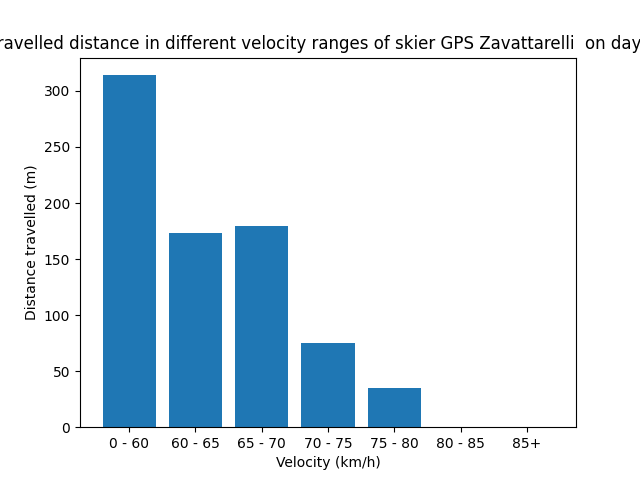 ravelled distance in different velocity ranges of skier GPS Zavattarelli on day
Distance travelled (m)
300
250
200
150
100
50
0
0 - 60 60 - 65 65 - 70 70 - 75 75 - 80 80 - 85 85+
Velocity (km/h)